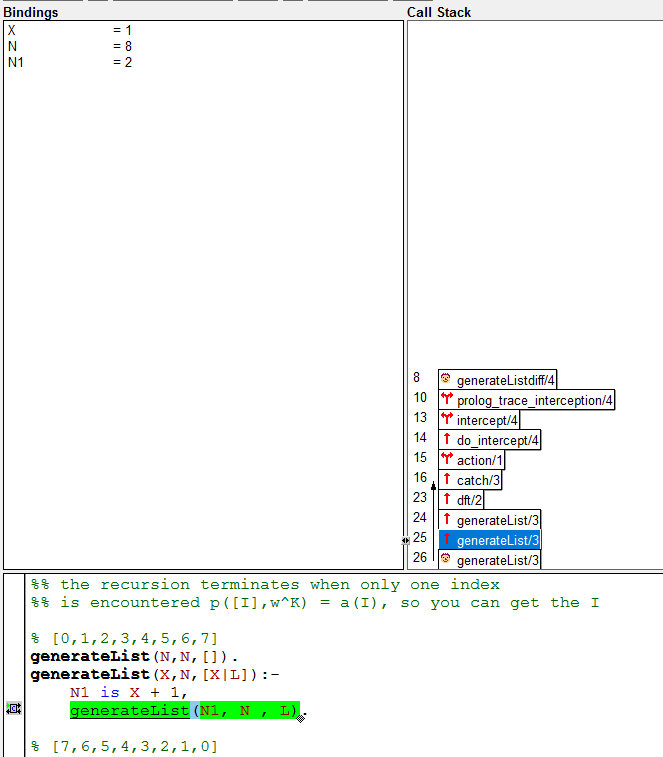 Bindings
X = 1
N = 8
N1 = 2
Call Stack
8 generateListdiff/4
10 prolog_trace_interception/4
13 intercept/4
14 do_intercept/4
15 action/1
16 catch/3
23 dft/2
24 generateList/3
25 generateList/3
26 generateList/3
%% the recursion terminates when only one index
%% is encountered p([I],w^K) = a(I), so you can get the I
% [0,1,2,3,4,5,6,7]
generateList(N,N,[]).
generateList(X,N,[X|L]):-
N1 is X + 1,
generateList(N1, N , L).
% [7,6,5,4,3,2,1,0]